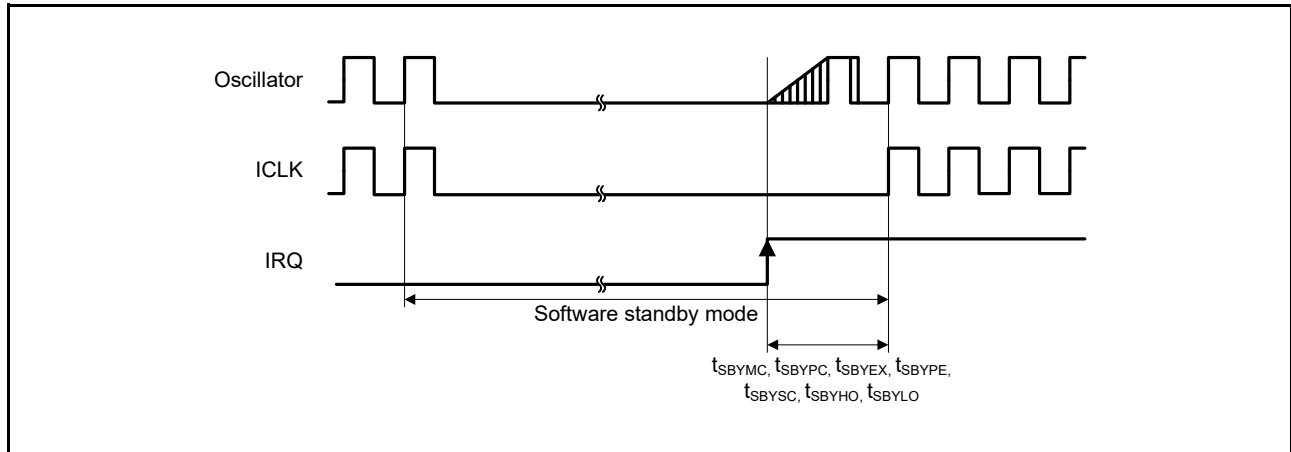 Oscillator
ICLK
IRQ
Software standby mode
tSBYMC, tSBYPC, tSBYEX, tSBYPE,
tSBYSC, tSBYHO, tSBYLO